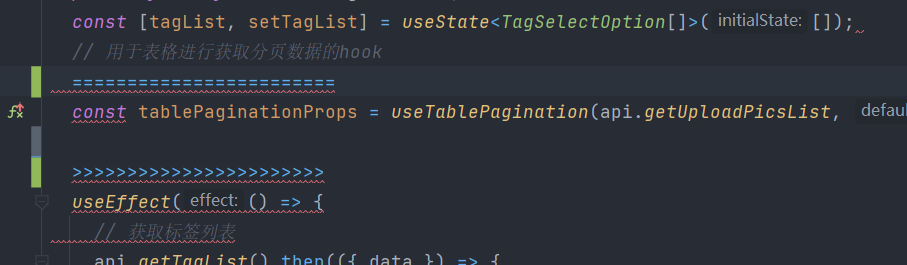 const [tagList, setTagList] = useState<TagSelectOption[]>( initialState: []);
// 用于表格进行获取分页数据的hook
========================
const tablePaginationProps = useTablePagination(api.getUploadPicsList, defau
>>>>>>>>>>>>>>>>>>>>>>>
useEffect( effect: () => {
// 获取标签列表
api.getTagList().then(({ data }) => {